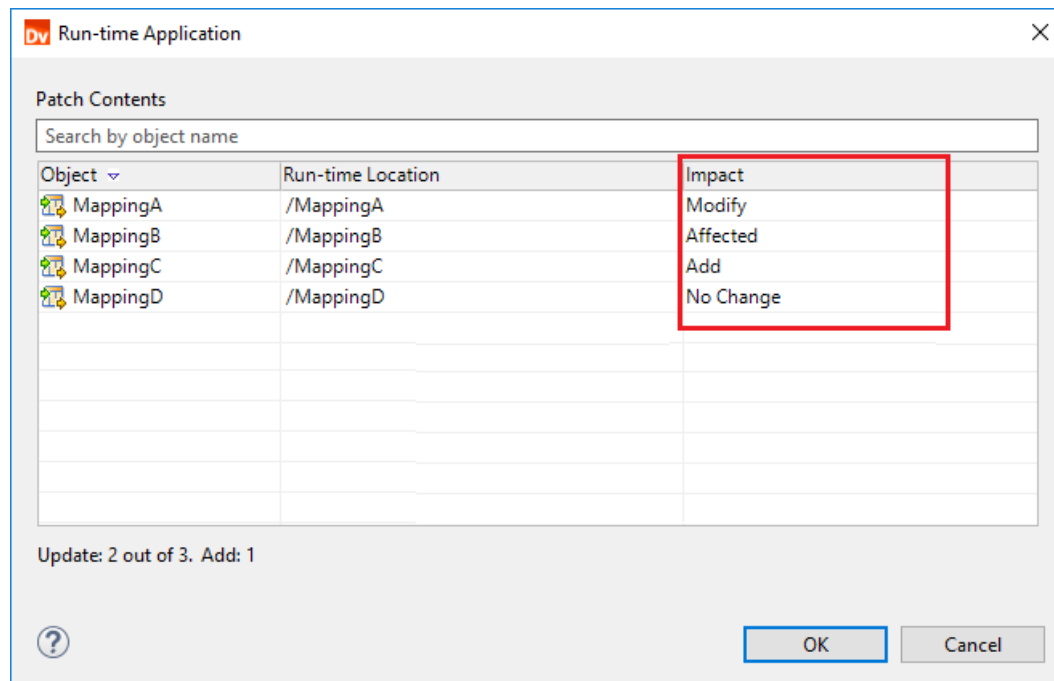 Dv Run-time Application
Patch Contents
Search by object name
Object Run-time Location Impact
MappingA /MappingA Modify
MappingB /MappingB Affected
MappingC /MappingC Add
MappingD /MappingD No Change
Update: 2 out of 3. Add: 1
? OK Cancel